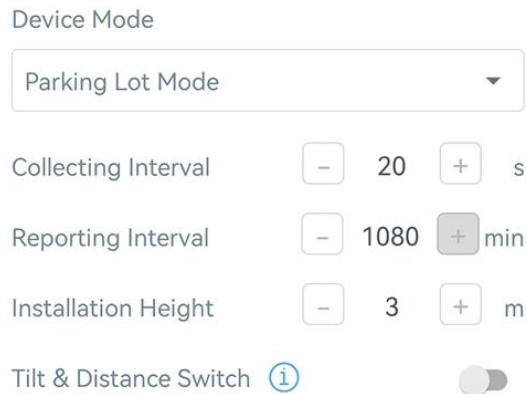 Device Mode
Parking Lot Mode
Collecting Interval - 20 + s
Reporting Interval - 1080 + min
Installation Height - 3 + m
Tilt & Distance Switch i